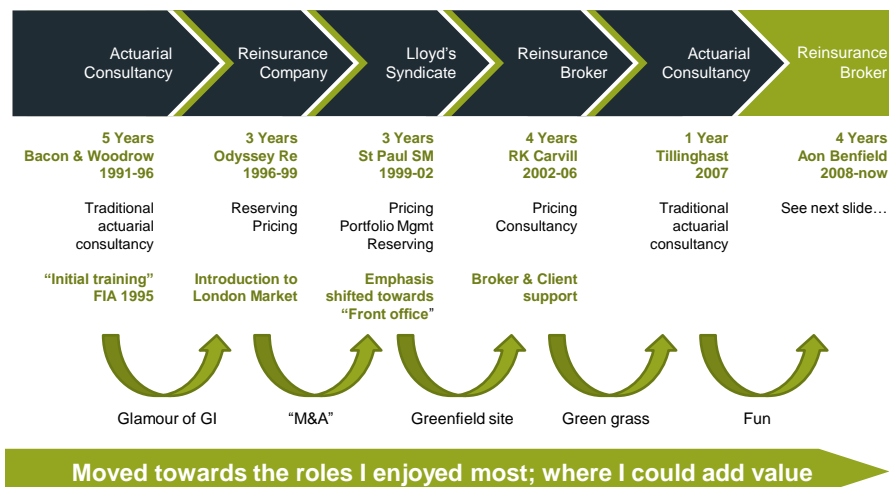 Actuarial
Consultancy
Reinsurance
Company
Lloyd's
Syndicate
Reinsurance
Broker
Actuarial
Consultancy
Reinsurance
Broker
5 Years
Bacon & Woodrow
1991-96
3 Years
Odyssey Re
1996-99
3 Years
St Paul SM
1999-02
4 Years
RK Carvill
2002-06
1 Year
Tillinghast
2007
4 Years
Aon Benfield
2008-now
Traditional
actuarial
consultancy
Reserving
Pricing
Pricing
Portfolio Mgmt
Reserving
Pricing
Consultancy
Traditional
actuarial
consultancy
See next slide…
“Initial training”
FIA 1995
Introduction to
London Market
Emphasis
shifted towards
“Front office”
Broker & Client
support
Glamour of GI
“M&A”
Greenfield site
Green grass
Fun
Moved towards the roles I enjoyed most; where I could add value